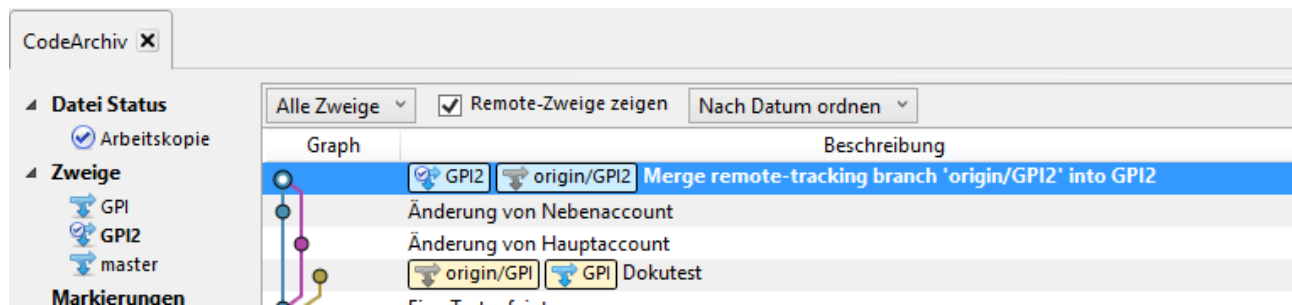 CodeArchiv
Datei Status
Arbeitskopie
Zweige
GPI
GPI2
master
Markierungen
Alle Zweige
Remote-Zweige zeigen
Nach Datum ordnen
Graph
Beschreibung
GPI2 origin/GPI2 Merge remote-tracking branch 'origin/GPI2' into GPI2
Änderung von Nebenaccount
Änderung von Hauptaccount
origin/GPI GPI Dokutest